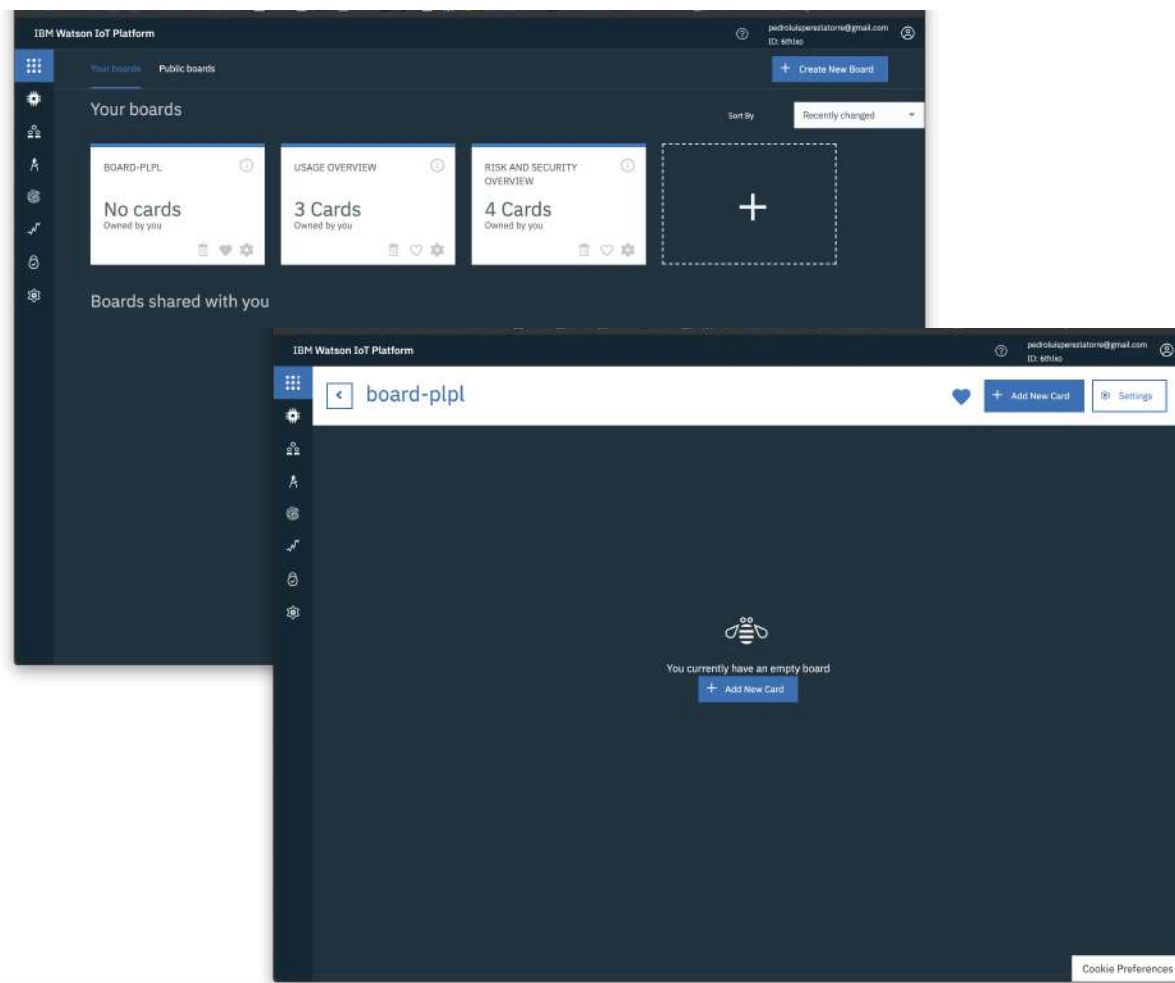 IBM Watson IoT Platform
pedroluisperezlatorre@gmail.com
ID: 6thlxo
Your boards Public boards
+ Create New Board
Your boards
Sort By
Recently changed
BOARD-PLPL
No cards
Owned by you
USAGE OVERVIEW
3 Cards
Owned by you
RISK AND SECURITY
OVERVIEW
4 Cards
Owned by you
Boards shared with you
IBM Watson IoT Platform
pedroluisperezlatorre@gmail.com
ID: 6thlxo
board-plpl
+ Add New Card
Settings
You currently have an empty board
+ Add New Card
Cookie Preferences